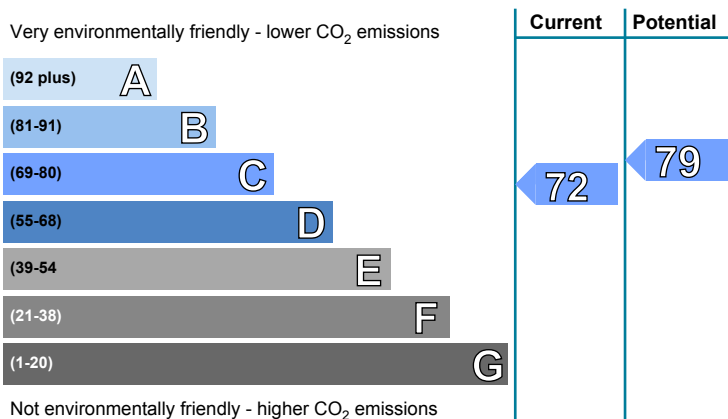 Current Potential
Very environmentally friendly - lower CO2 emissions
(92 plus) A
(81-91) B
(69-80) C
72 79
(55-68) D
(39-54 E
(21-38) F
(1-20) G
Not environmentally friendly - higher CO2 emissions